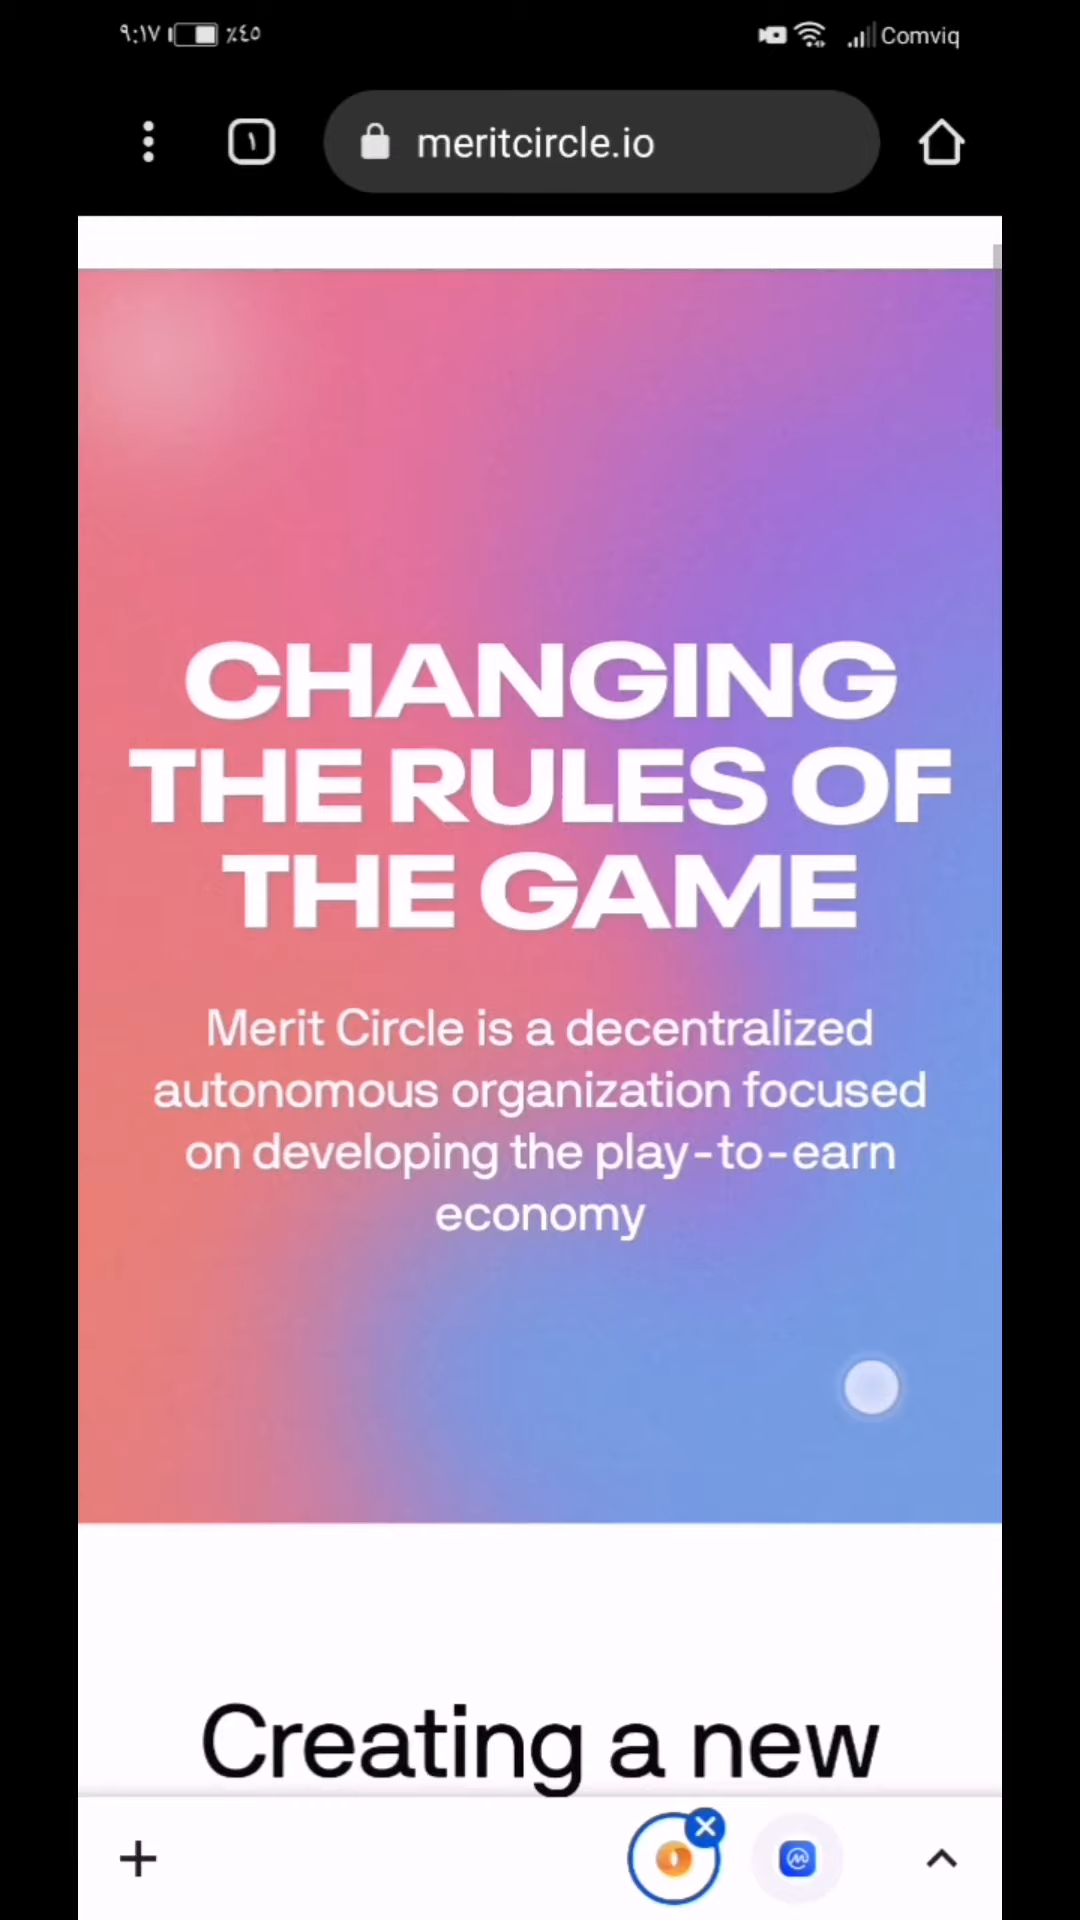 ٩:١٧ ٪٤٥ Comviq
١ meritcircle.io
CHANGING
THE RULES OF
THE GAME
Merit Circle is a decentralized
autonomous organization focused
on developing the play-to-earn
economy
Creating a new